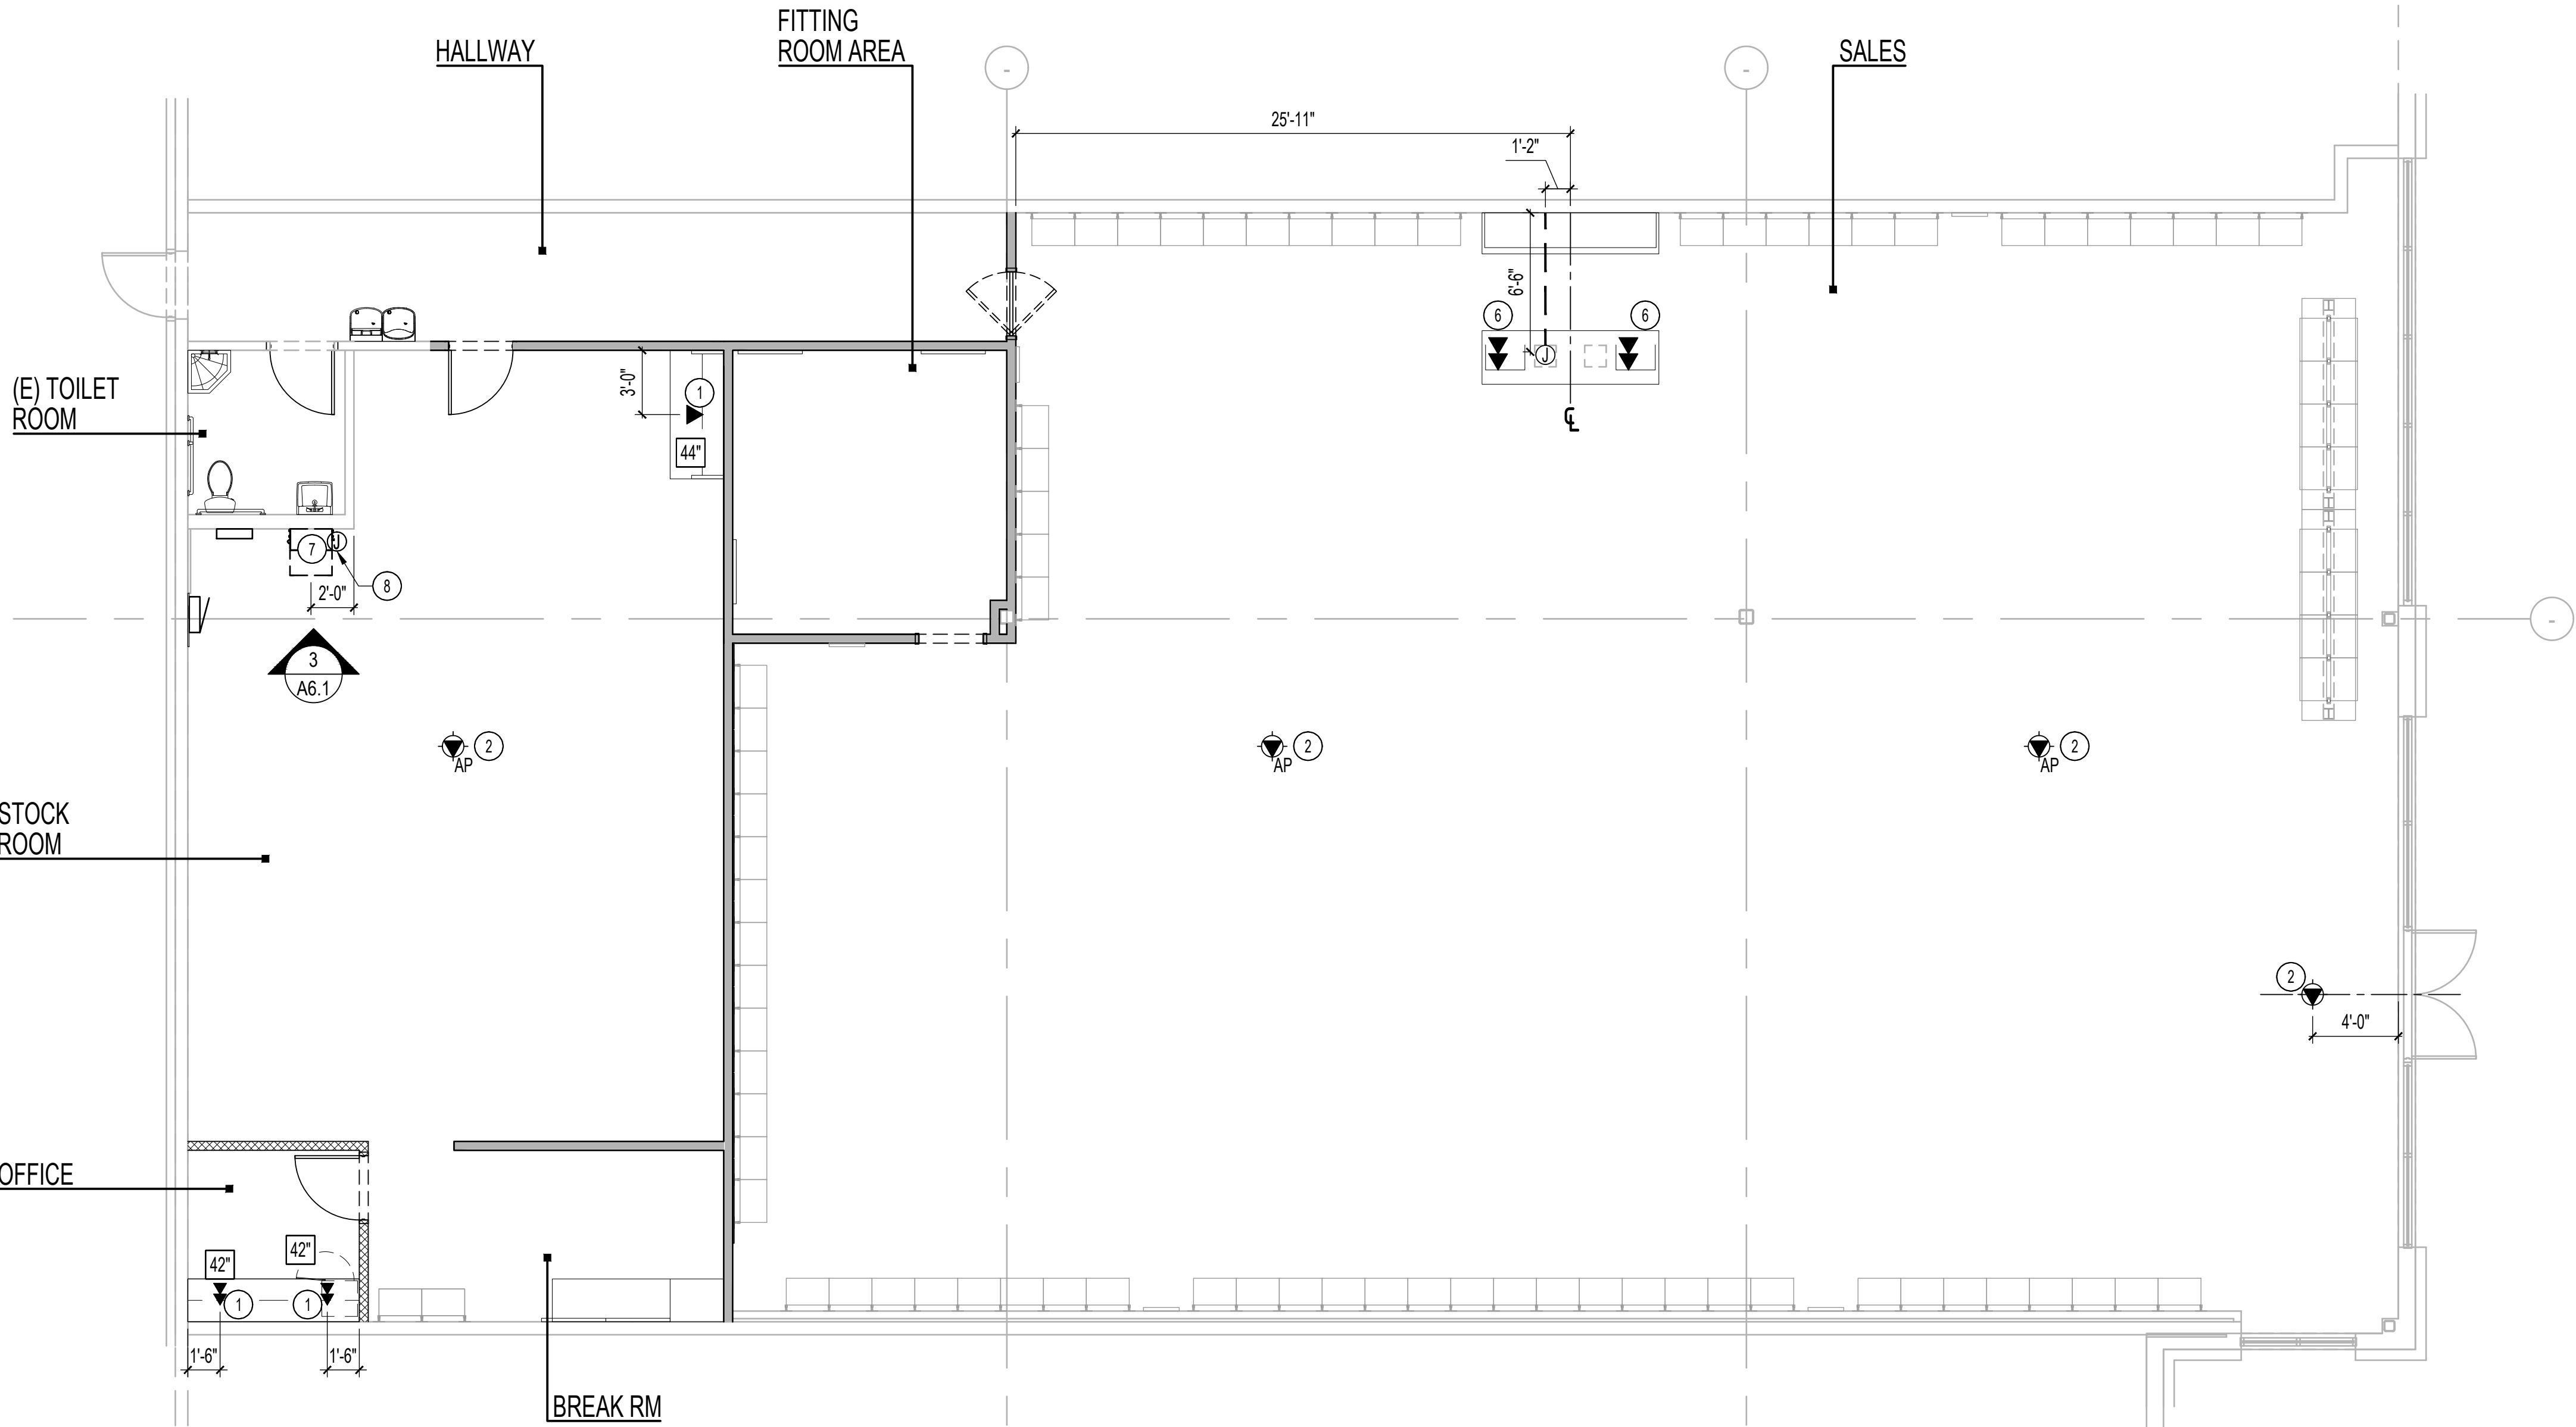 FITTING
ROOM AREA
HALLWAY
SALES
-
-
25'-11"
1'-2"
6'-6"
6
6
J
℄
(E) TOILET
ROOM
3'-0"
1
44"
7
J
8
2'-0"
-
3
A6.1
2
AP
2
AP
2
AP
STOCK
ROOM
2
4'-0"
OFFICE
42"
42"
1
1
1'-6"
1'-6"
BREAK RM